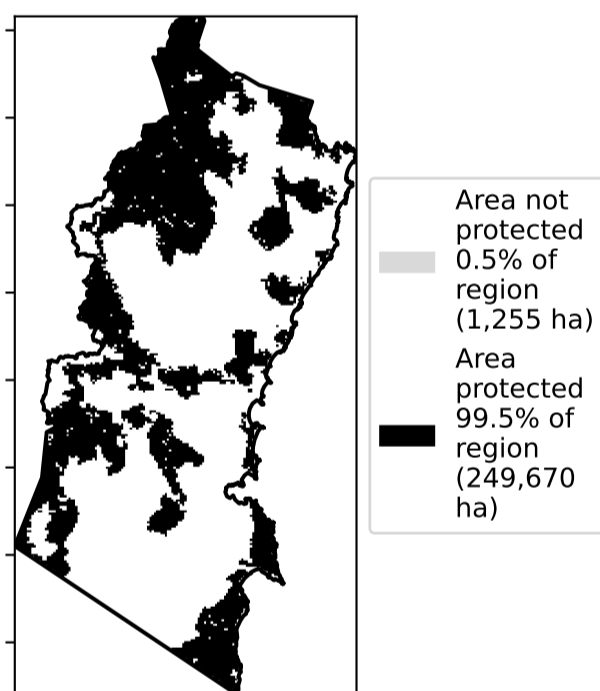 Area not
protected
0.5% of
region
(1,255 ha)
Area
protected
99.5% of
region
(249,670
ha)